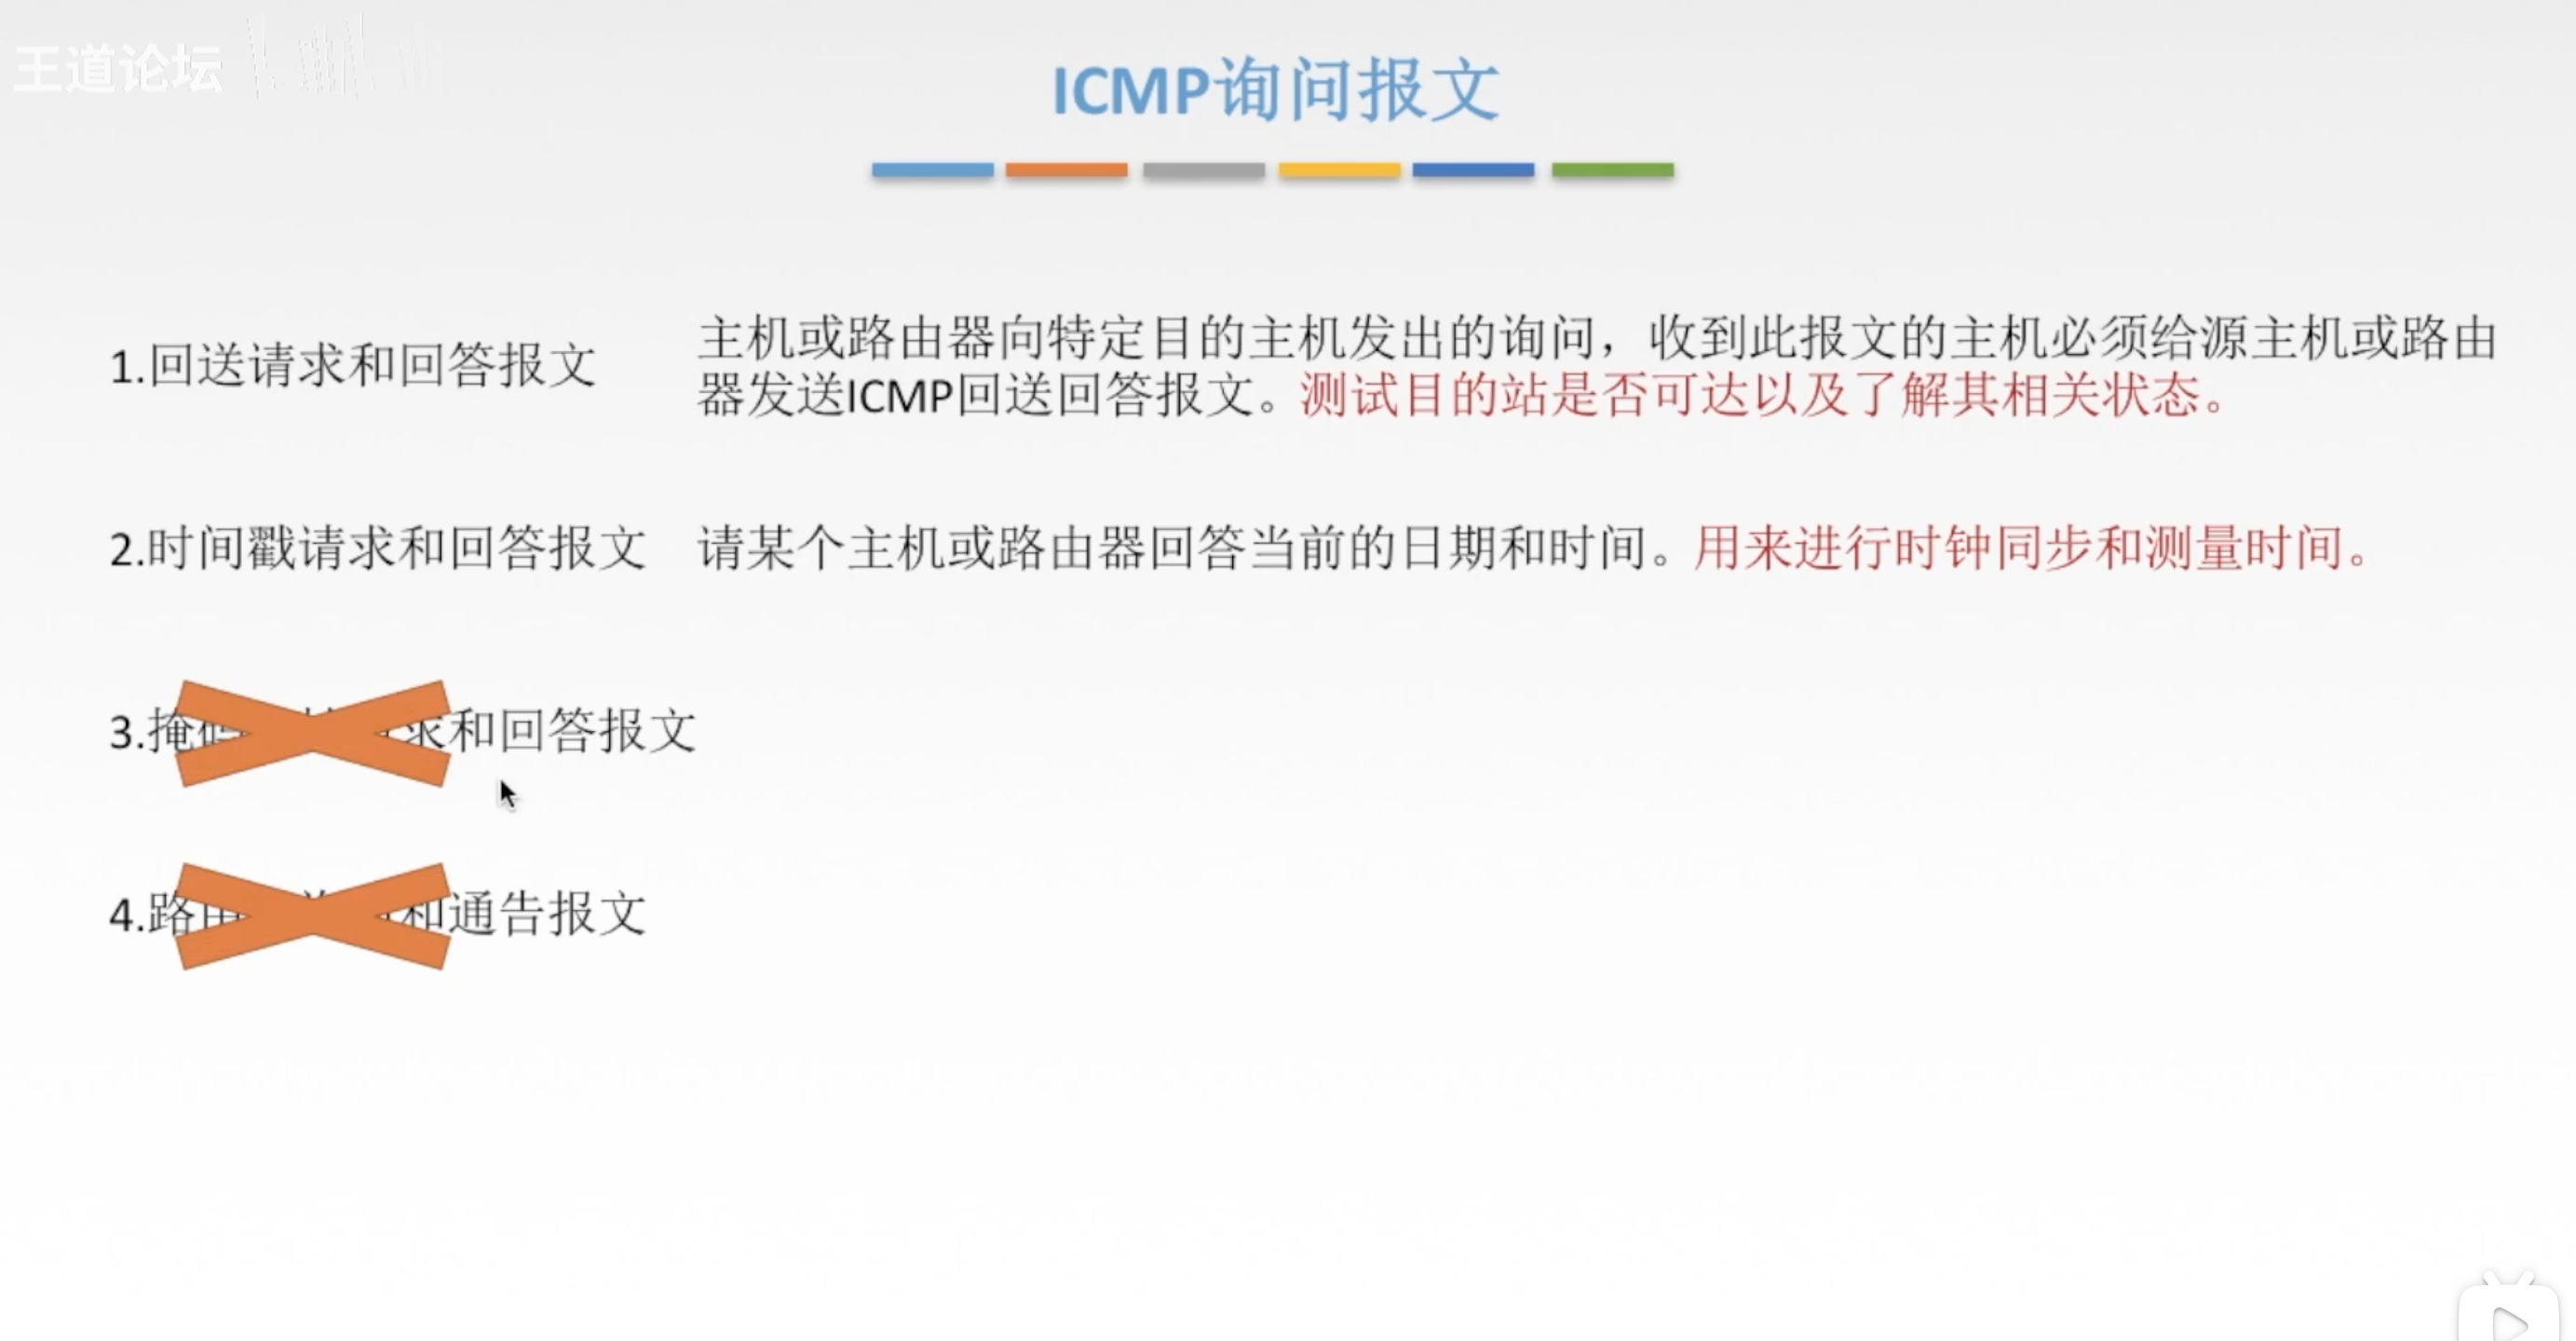 王道论坛
ICMP询问报文
1.回送请求和回答报文
主机或路由器向特定目的主机发出的询问，收到此报文的主机必须给源主机或路由
器发送ICMP回送回答报文。测试目的站是否可达以及了解其相关状态。
2.时间戳请求和回答报文
请某个主机或路由器回答当前的日期和时间。用来进行时钟同步和测量时间。
3.掩 求和回答报文
4.路 和通告报文